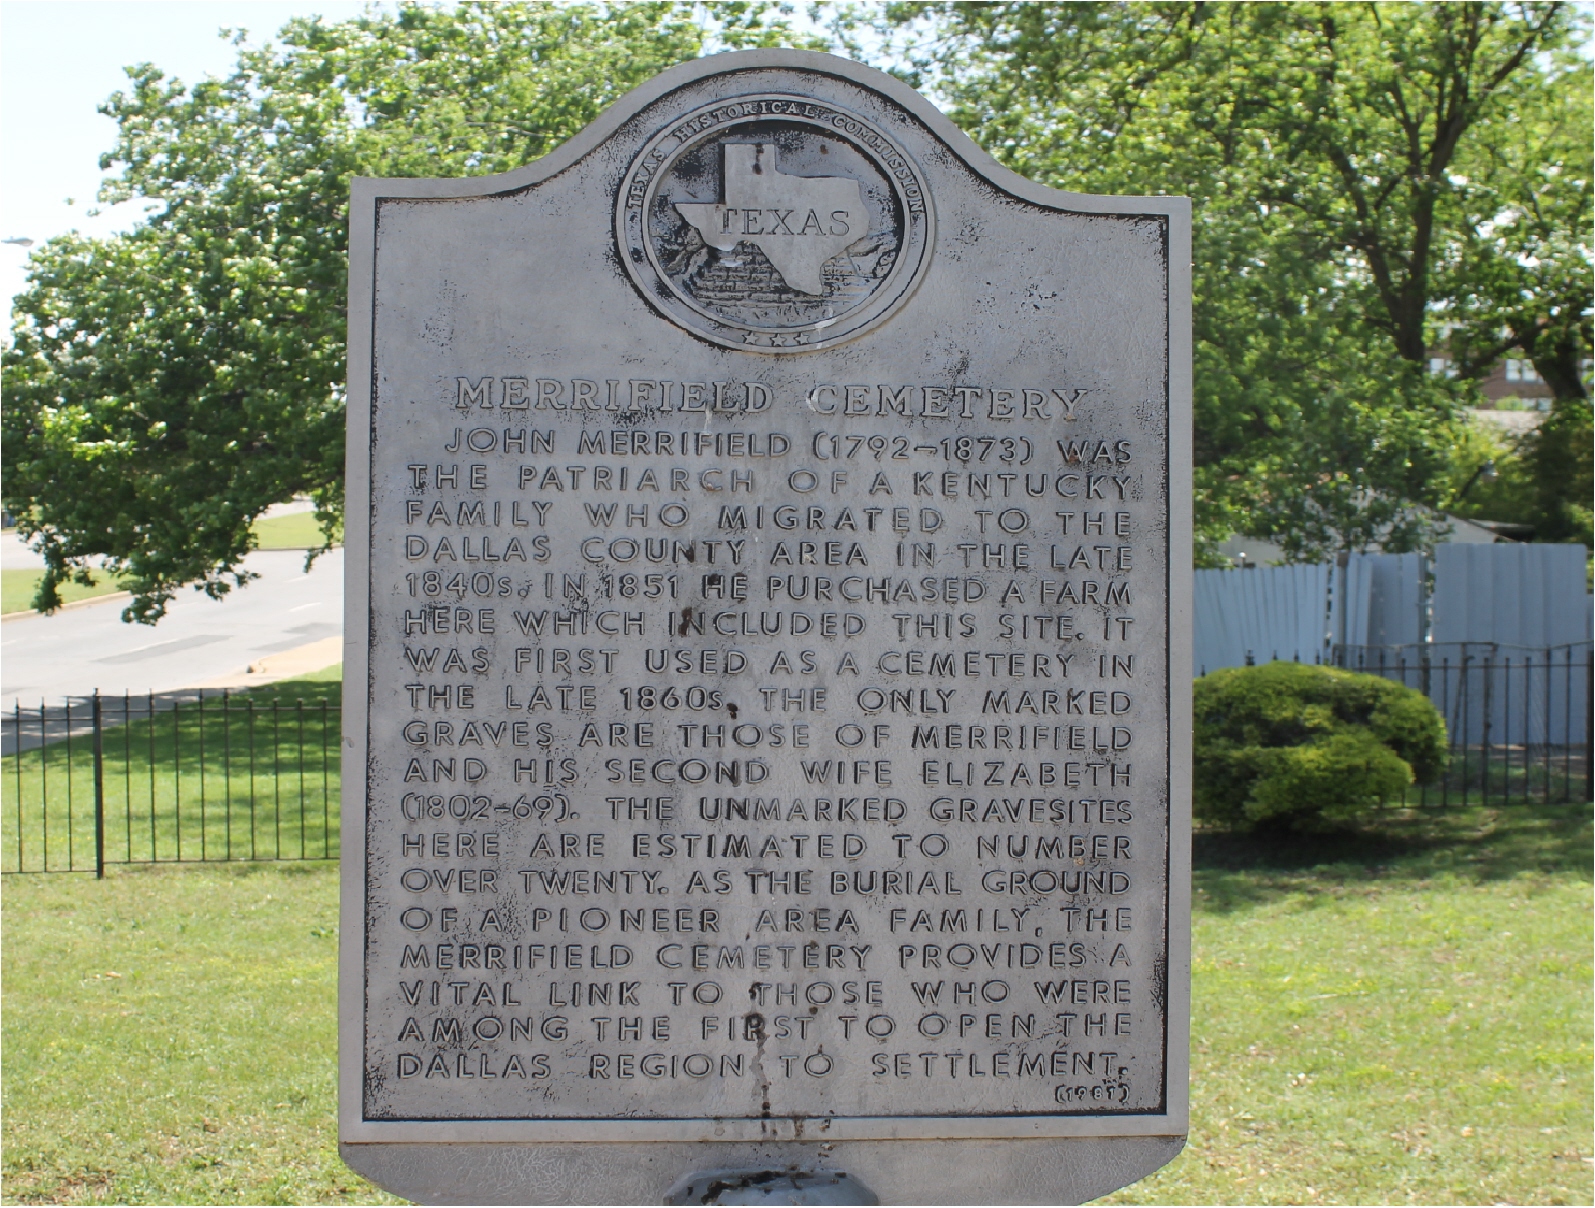 TEXAS HISTORICAL COMMISSION
TEXAS
MERRIFIELD CEMETERY
JOHN MERRIFIELD (1792-1873) WAS
THE PATRIARCH OF A KENTUCKY
FAMILY WHO MIGRATED TO THE
DALLAS COUNTY AREA IN THE LATE
1840s. IN 1851 HE PURCHASED A FARM
HERE WHICH INCLUDED THIS SITE. IT
WAS FIRST USED AS A CEMETERY IN
THE LATE 1860s. THE ONLY MARKED
GRAVES ARE THOSE OF MERRIFIELD
AND HIS SECOND WIFE ELIZABETH
(1802-69). THE UNMARKED GRAVESITES
HERE ARE ESTIMATED TO NUMBER
OVER TWENTY. AS THE BURIAL GROUND
OF A PIONEER AREA FAMILY, THE
MERRIFIELD CEMETERY PROVIDES A
VITAL LINK TO THOSE WHO WERE
AMONG THE FIRST TO OPEN THE
DALLAS REGION TO SETTLEMENT.
(1981)